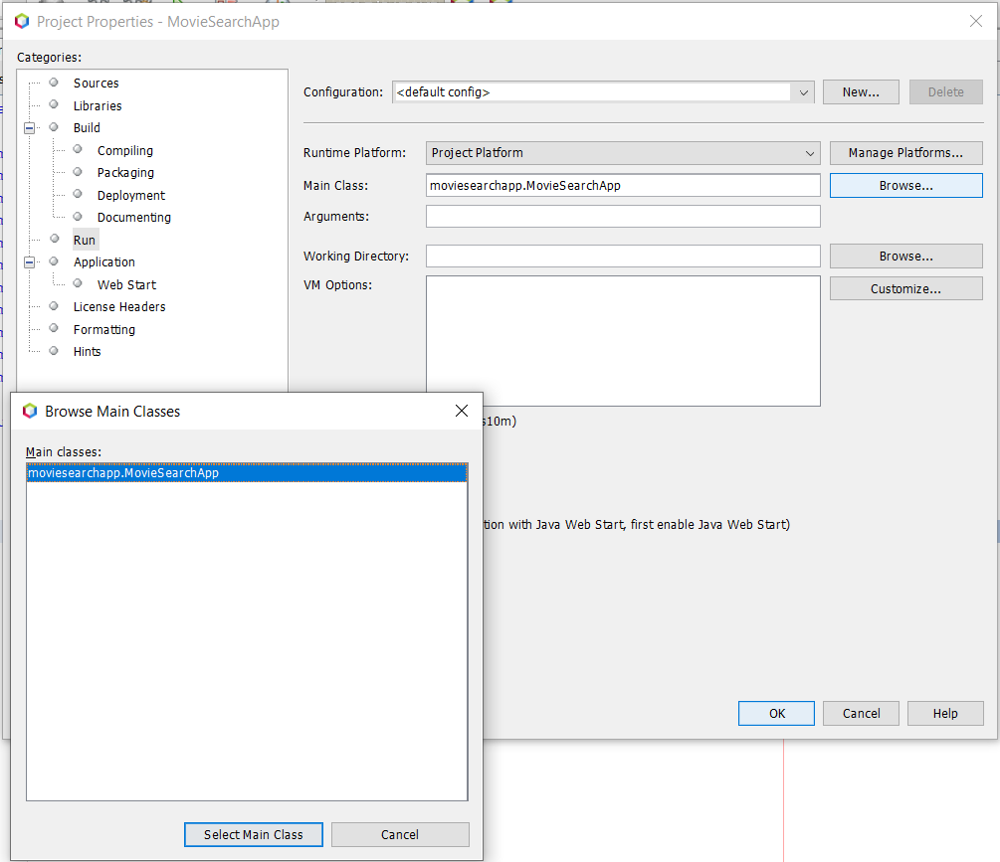 Project Properties - MovieSearchApp
Categories:
Sources
Libraries
Build
Compiling
Packaging
Deployment
Documenting
Run
Application
Web Start
License Headers
Formatting
Hints
Configuration: <default config> New... Delete
Runtime Platform: Project Platform Manage Platforms...
Main Class: moviesearchapp.MovieSearchApp Browse...
Arguments:
Working Directory: Browse...
VM Options: Customize...
s10m)
tion with Java Web Start, first enable Java Web Start)
OK Cancel Help
Browse Main Classes
Main classes:
moviesearchapp.MovieSearchApp
Select Main Class Cancel